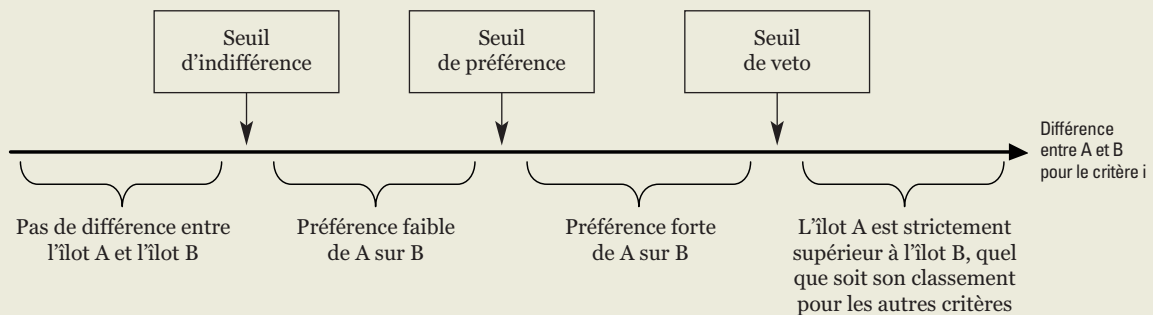 Seuil
d'indifférence
Seuil
de préférence
Seuil
de veto
Différence
entre A et B
pour le critère i
Pas de différence entre
l'îlot A et l'îlot B
Préférence faible
de A sur B
Préférence forte
de A sur B
L'îlot A est strictement
supérieur à l'îlot B, quel
que soit son classement
pour les autres critères